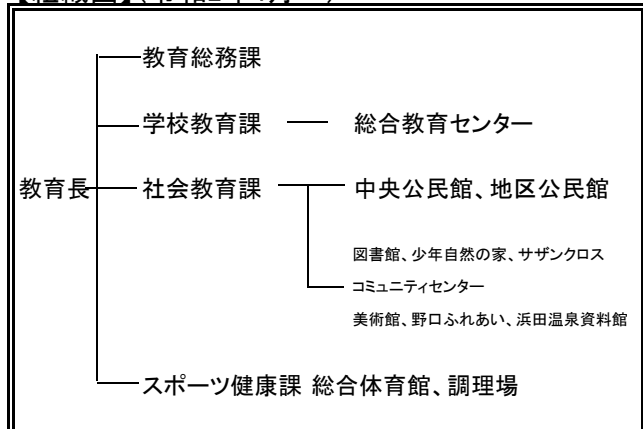 教育総務課
学校教育課 総合教育センター
教育長 社会教育課 中央公民館、地区公民館
図書館、少年自然の家、サザンクロス
コミュニティセンター
美術館、野口ふれあい、浜田温泉資料館
スポーツ健康課 総合体育館、調理場